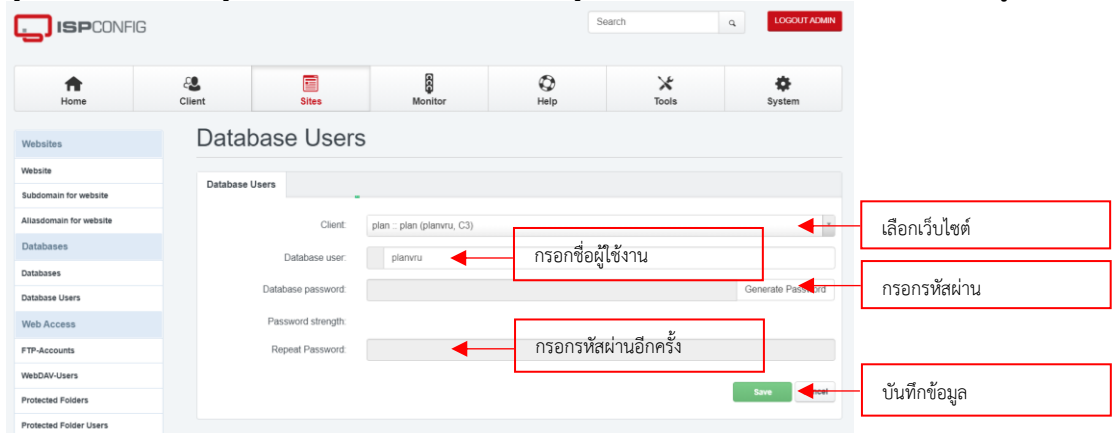 ISPCONFIG
Search
LOGOUT ADMIN
Home
Client
Sites
Monitor
Help
Tools
System
Websites
Website
Subdomain for website
Aliasdomain for website
Databases
Databases
Database Users
Web Access
FTP-Accounts
WebDAV-Users
Protected Folders
Protected Folder Users
Database Users
Database Users
Client: plan :: plan (planvru, C3)
เลือกเว็บไซต์
Database user: planvru
กรอกชื่อผู้ใช้งาน
Database password: Generate Password
กรอกรหัสผ่าน
Password strength:
Repeat Password:
กรอกรหัสผ่านอีกครั้ง
Save
บันทึกข้อมูล